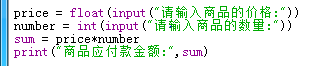 price = float(input("请输入商品的价格:"))
number = int(input("请输入商品的数量:"))
sum = price*number
print("商品应付款金额:",sum)